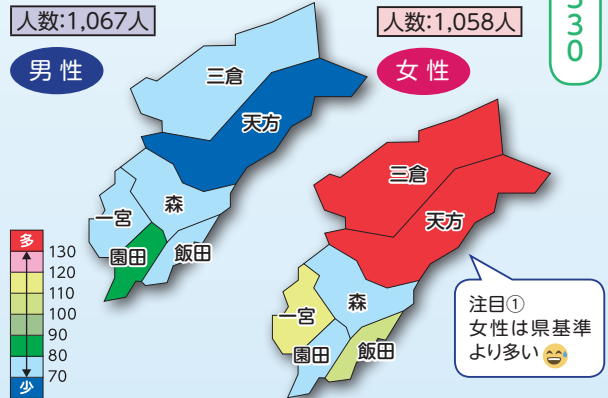 人数:1,067人
男性
三倉
天方
森
一宮
園田
飯田
人数:1,058人
女性
三倉
天方
森
一宮
園田
飯田
多
130
120
110
100
90
80
70
少
注目①
女性は県基準
より多い😅
30